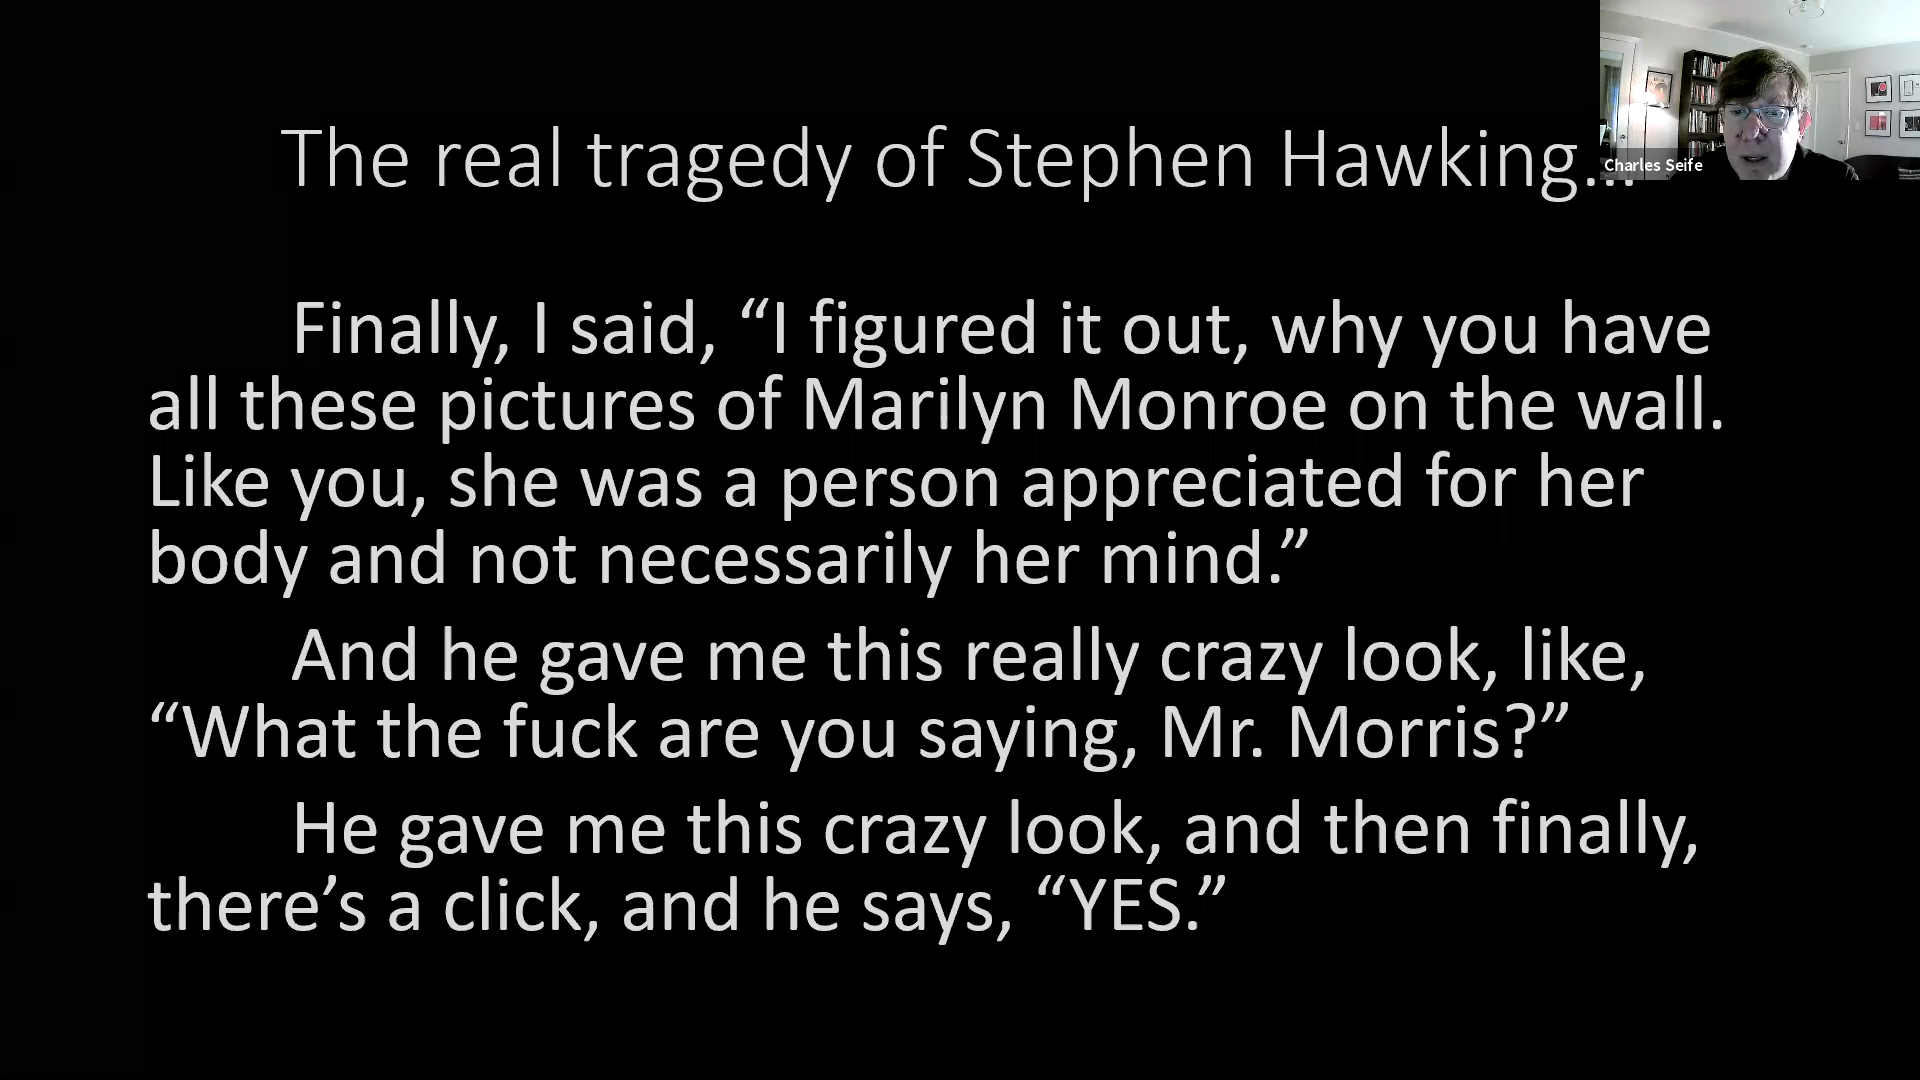 The real tragedy of Stephen Hawking...
Charles Seife
Finally, I said, “I figured it out, why you have
all these pictures of Marilyn Monroe on the wall.
Like you, she was a person appreciated for her
body and not necessarily her mind.”
And he gave me this really crazy look, like,
“What the fuck are you saying, Mr. Morris?”
He gave me this crazy look, and then finally,
there’s a click, and he says, “YES.”